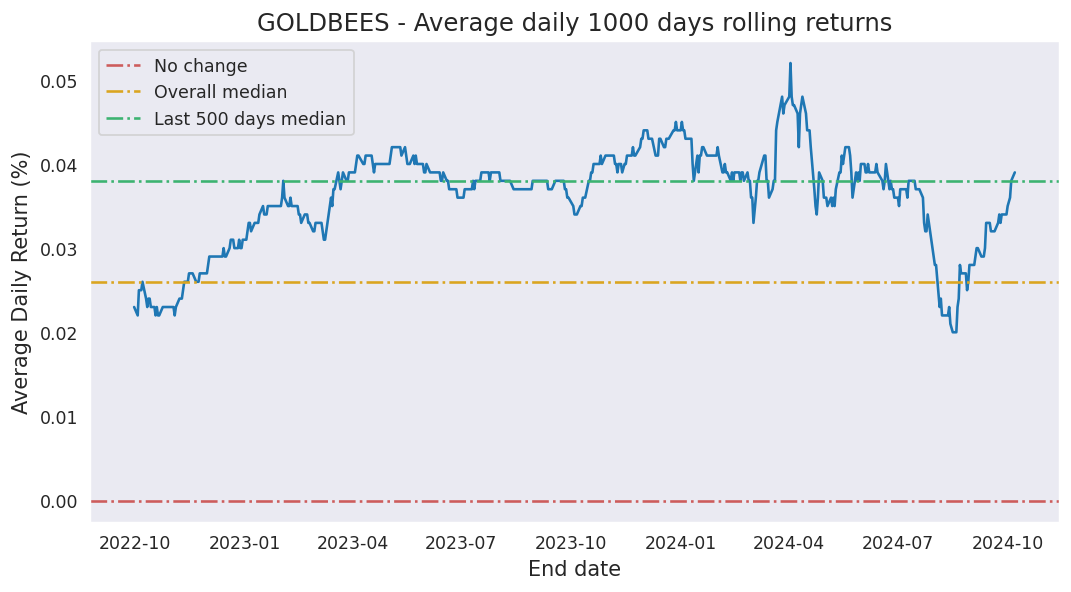 GOLDBEES - Average daily 1000 days rolling returns
No change
Overall median
Last 500 days median
Average Daily Return (%)
0.05
0.04
0.03
0.02
0.01
0.00
2022-10 2023-01 2023-04 2023-07 2023-10 2024-01 2024-04 2024-07 2024-10
End date